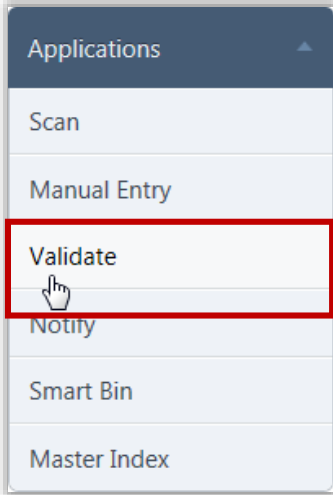 Applications
Scan
Manual Entry
Validate
Notify
Smart Bin
Master Index